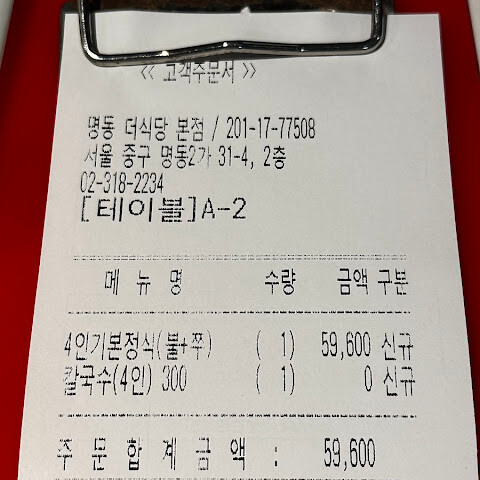 << 고객주문서 >>
명동 더식당 본점 / 201-17-77508
서울 중구 명동2가 31-4, 2층
02-318-2234
[테이블]A-2
메 뉴 명 수량 금액 구분
4인기본정식(불+쭈) ( 1) 59,600 신규
칼국수(4인) 300 ( 1) 0 신규
주 문 합 계 금 액 : 59,600